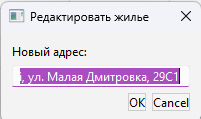 Редактировать жилье
Новый адрес:
, ул. Малая Дмитровка, 29С1
OK Cancel